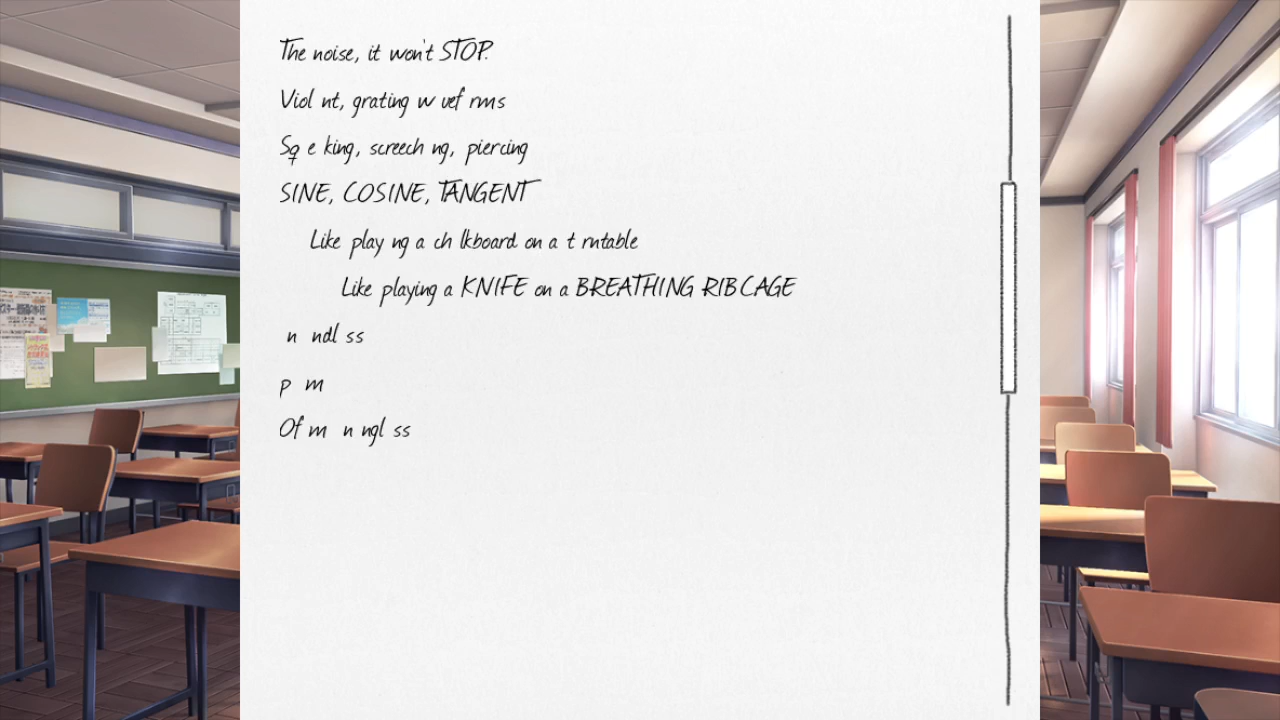 The noise, it won't STOP.
Viol nt, grating w vef rms
Sq e king, screech ng, piercing
SINE, COSINE, TANGENT
Like play ng a ch lkboard on a t rntable
Like playing a KNIFE on a BREATHING RIBCAGE
n ndl ss
p m
Of m n ngl ss